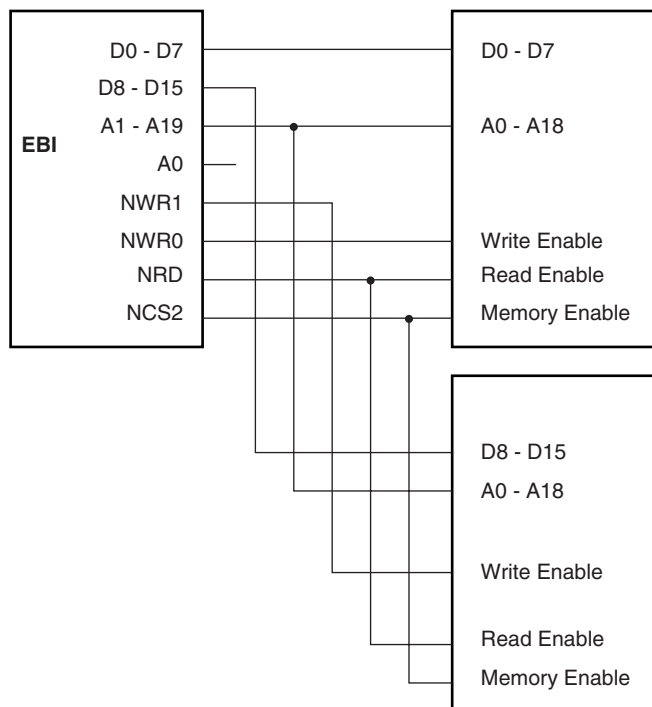 EBI
D0 - D7
D8 - D15
A1 - A19
A0
NWR1
NWR0
NRD
NCS2
D0 - D7
A0 - A18
Write Enable
Read Enable
Memory Enable
D8 - D15
A0 - A18
Write Enable
Read Enable
Memory Enable